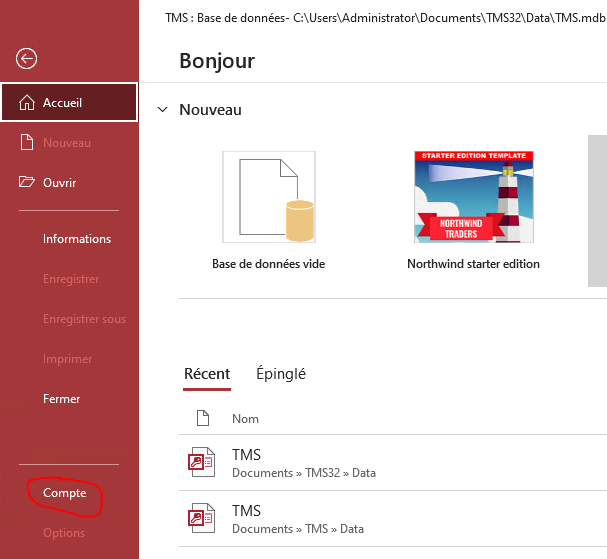 TMS : Base de données- C:\Users\Administrator\Documents\TMS32\Data\TMS.mdb
Bonjour
Accueil
Nouveau
Ouvrir
Informations
Enregistrer
Enregistrer sous
Imprimer
Fermer
Compte
Options
Nouveau
STARTER EDITION TEMPLATE
NORTHWIND
TRADERS
Base de données vide
Northwind starter edition
Récent
Épinglé
Nom
TMS
Documents » TMS32 » Data
TMS
Documents » TMS » Data